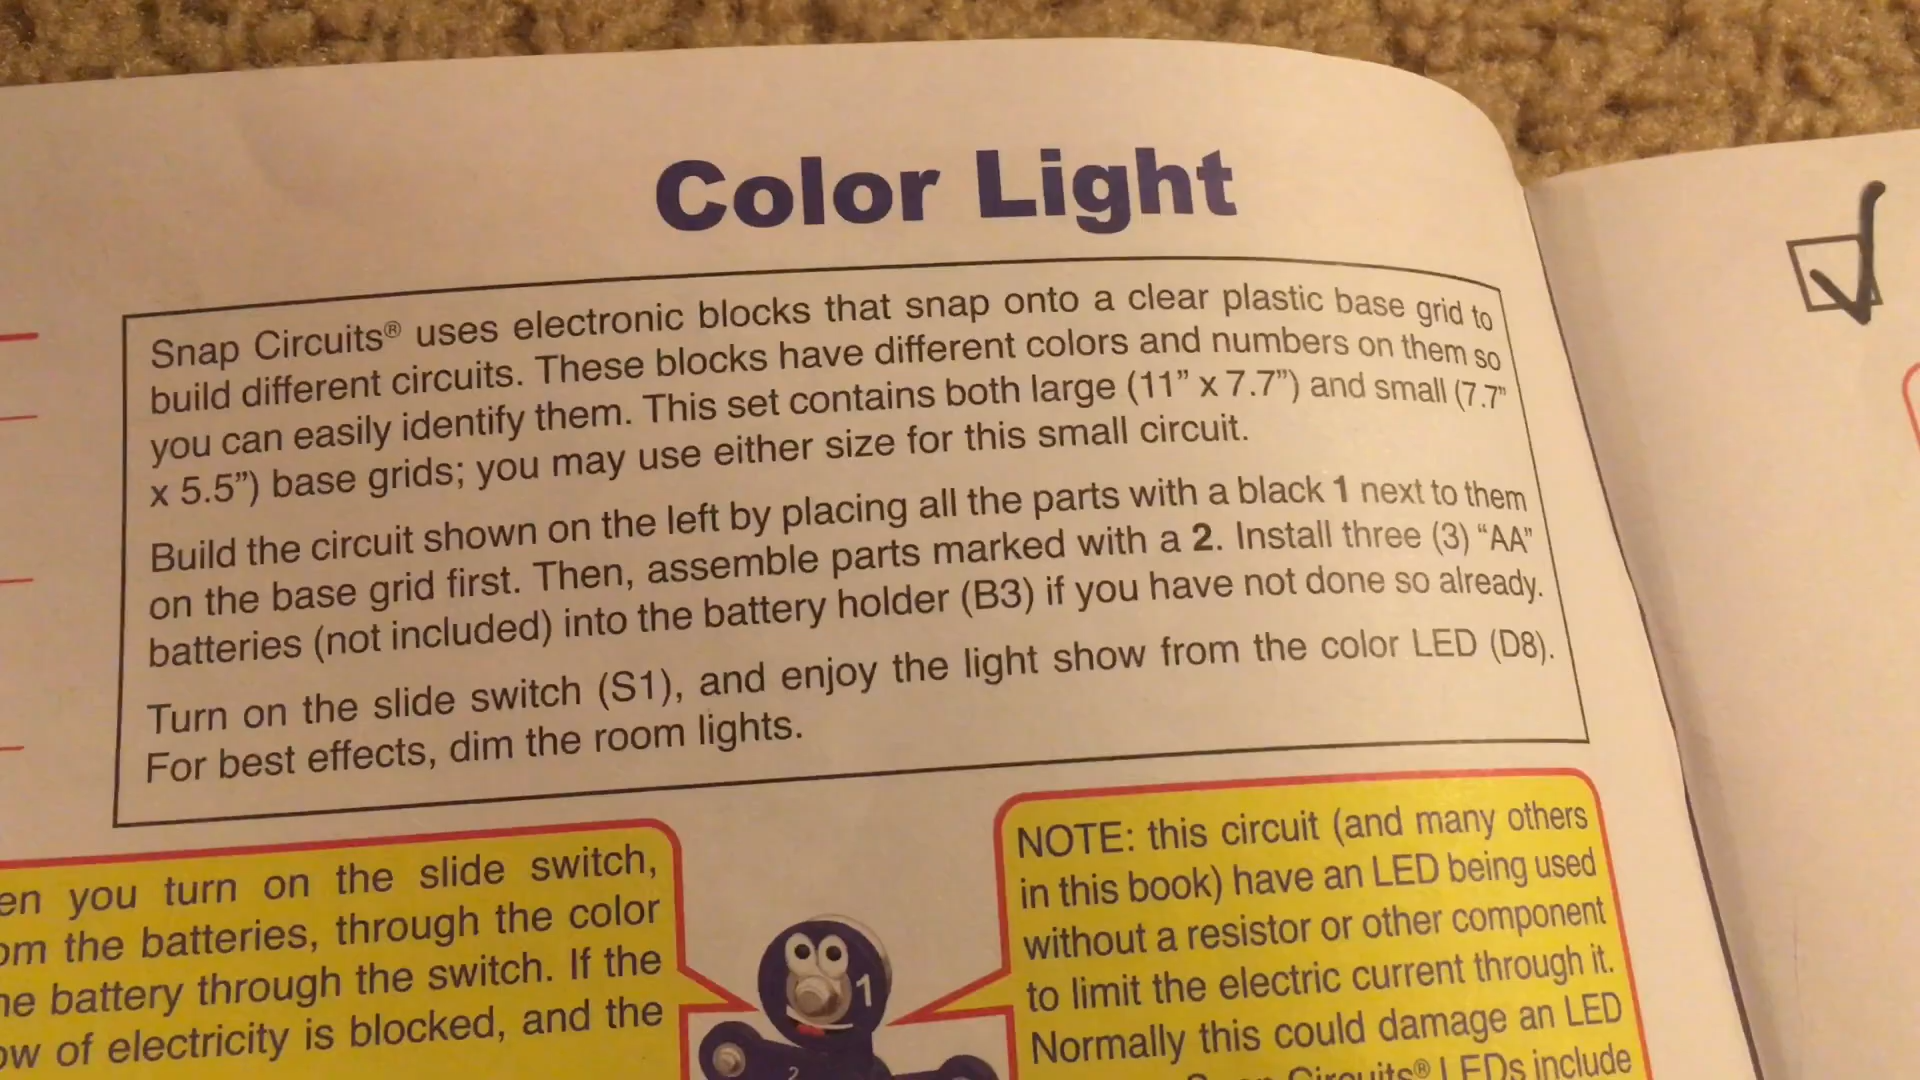 Color Light
Snap Circuits® uses electronic blocks that snap onto a clear plastic base grid to
build different circuits. These blocks have different colors and numbers on them so
you can easily identify them. This set contains both large (11” x 7.7”) and small (7.7”
x 5.5”) base grids; you may use either size for this small circuit.
Build the circuit shown on the left by placing all the parts with a black 1 next to them
on the base grid first. Then, assemble parts marked with a 2. Install three (3) “AA”
batteries (not included) into the battery holder (B3) if you have not done so already.
Turn on the slide switch (S1), and enjoy the light show from the color LED (D8).
For best effects, dim the room lights.
en you turn on the slide switch,
om the batteries, through the color
he battery through the switch. If the
ow of electricity is blocked, and the
1
2
NOTE: this circuit (and many others
in this book) have an LED being used
without a resistor or other component
to limit the electric current through it.
Normally this could damage an LED
Circuits® LEDs include